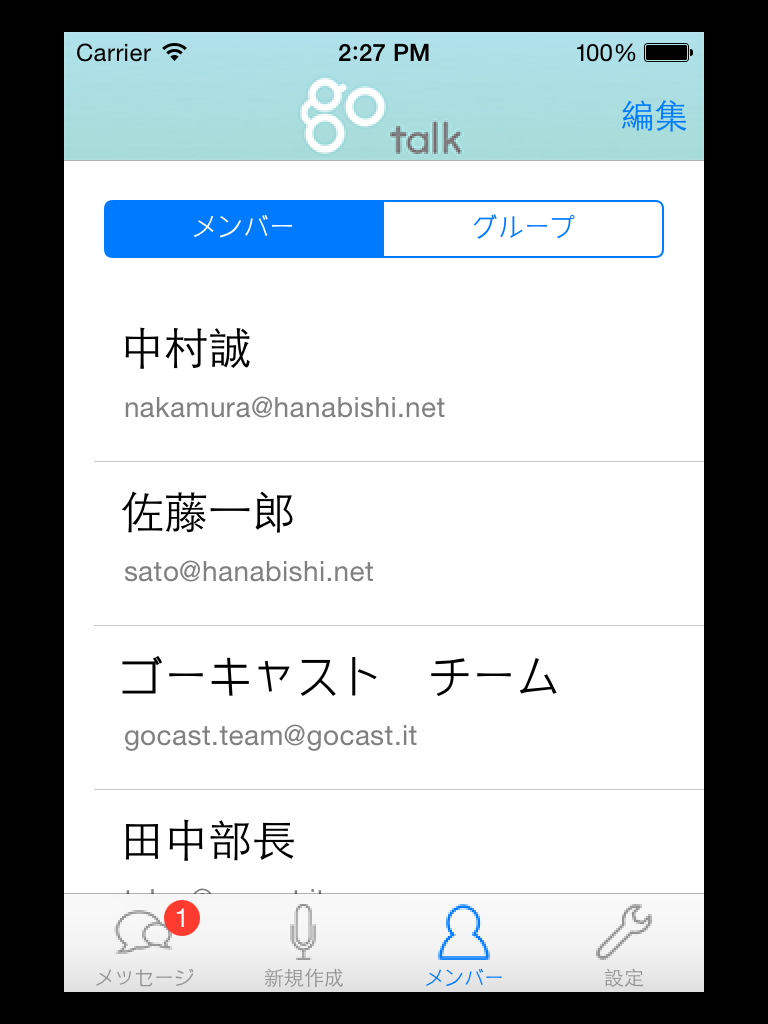 Carrier 2:27 PM 100%
go talk 編集
メンバー グループ
中村誠
nakamura@hanabishi.net
佐藤一郎
sato@hanabishi.net
ゴーキャスト　チーム
gocast.team@gocast.it
田中部長
1
メッセージ 新規作成 メンバー 設定